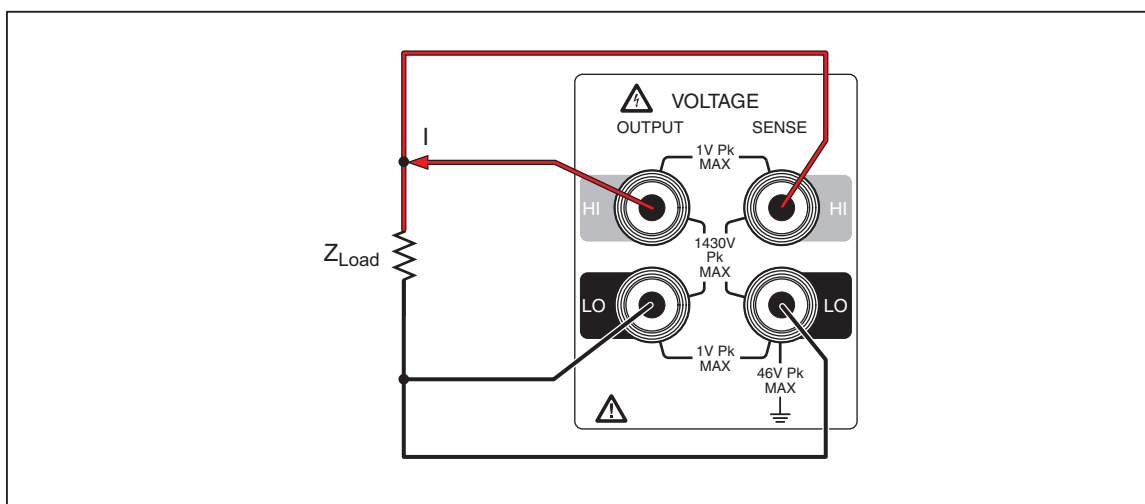 VOLTAGE
OUTPUT
SENSE
1V Pk
MAX
I
HI
HI
1430V
Pk
MAX
ZLoad
LO
LO
1V Pk
MAX
46V Pk
MAX